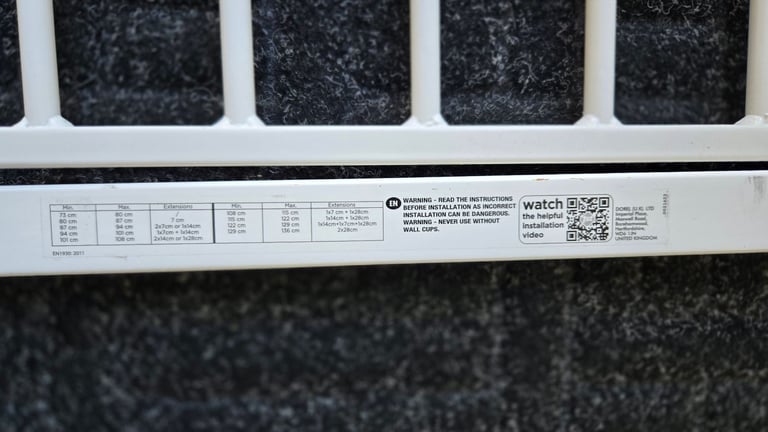 Min. Max. Extensions Min. Max. Extensions
73 cm 80 cm / 108 cm 115 cm 1x7 cm + 1x28cm
80 cm 87 cm 7 cm 115 cm 122 cm 1x14cm + 1x28cm
87 cm 94 cm 2x7cm or 1x14cm 122 cm 129 cm 1x14cm+1x7cm+1x28cm
94 cm 101 cm 1x7cm + 1x14cm 129 cm 136 cm 2x28cm
101 cm 108 cm 2x14cm or 1x28cm
EN1930: 2011
EN WARNING - READ THE INSTRUCTIONS
BEFORE INSTALLATION AS INCORRECT
INSTALLATION CAN BE DANGEROUS.
WARNING - NEVER USE WITHOUT
WALL CUPS.
watch
the helpful
installation
video
DOREL (U.K). LTD
Imperial Place,
Maxwell Road,
Borehamwood,
Hertfordshire,
WD6 1JN
UNITED KINGDOM